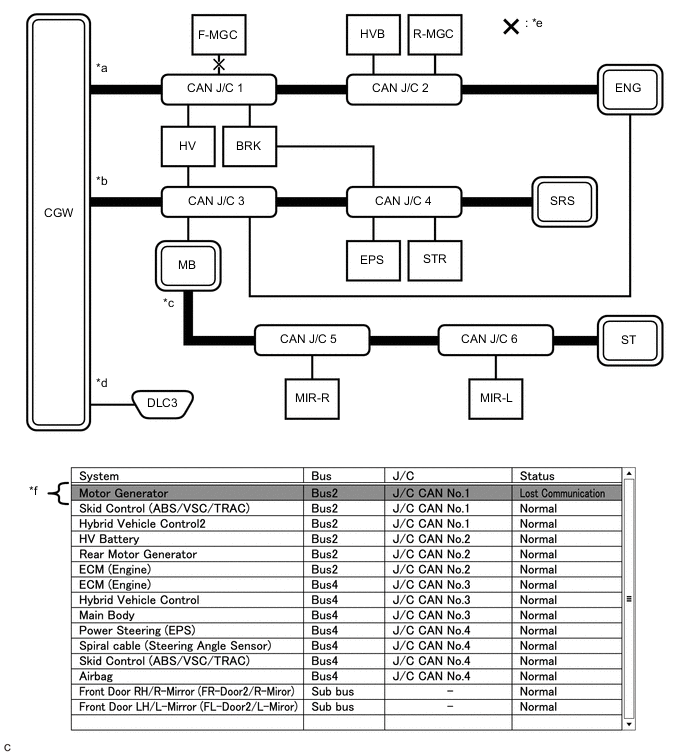 F-MGC
HVB
R-MGC
: *e
*a
CAN J/C 1
CAN J/C 2
ENG
HV
BRK
*b
CGW
CAN J/C 3
CAN J/C 4
SRS
MB
EPS
STR
*c
CAN J/C 5
CAN J/C 6
ST
*d
DLC3
MIR-R
MIR-L
System Bus J/C Status
*f
Motor Generator Bus2 J/C CAN No.1 Lost Communication
Skid Control (ABS/VSC/TRAC) Bus2 J/C CAN No.1 Normal
Hybrid Vehicle Control2 Bus2 J/C CAN No.1 Normal
HV Battery Bus2 J/C CAN No.2 Normal
Rear Motor Generator Bus2 J/C CAN No.2 Normal
ECM (Engine) Bus2 J/C CAN No.2 Normal
ECM (Engine) Bus4 J/C CAN No.3 Normal
Hybrid Vehicle Control Bus4 J/C CAN No.3 Normal
Main Body Bus4 J/C CAN No.3 Normal
Power Steering (EPS) Bus4 J/C CAN No.4 Normal
Spiral cable (Steering Angle Sensor) Bus4 J/C CAN No.4 Normal
Skid Control (ABS/VSC/TRAC) Bus4 J/C CAN No.4 Normal
Airbag Bus4 J/C CAN No.4 Normal
Front Door RH/R-Mirror (FR-Door2/R-Miror) Sub bus - Normal
Front Door LH/L-Mirror (FL-Door2/L-Miror) Sub bus - Normal
C